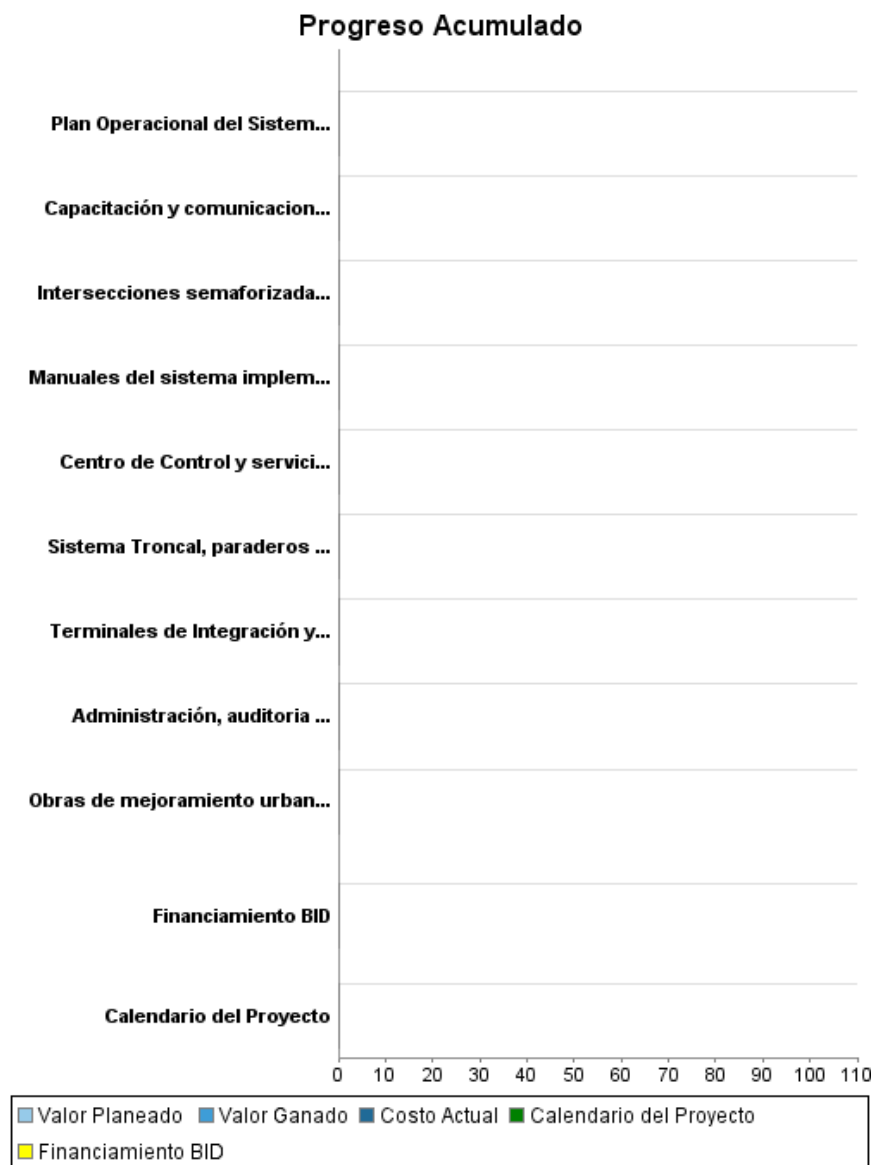 Progreso Acumulado
Plan Operacional del Sistem...
Capacitación y comunicacion...
Intersecciones semaforizada...
Manuales del sistema implem...
Centro de Control y servici...
Sistema Troncal, paraderos ...
Terminales de Integración y...
Administración, auditoria ...
Obras de mejoramiento urban...
Financiamiento BID
Calendario del Proyecto
0 10 20 30 40 50 60 70 80 90 100 110
Valor Planeado Valor Ganado Costo Actual Calendario del Proyecto
Financiamiento BID